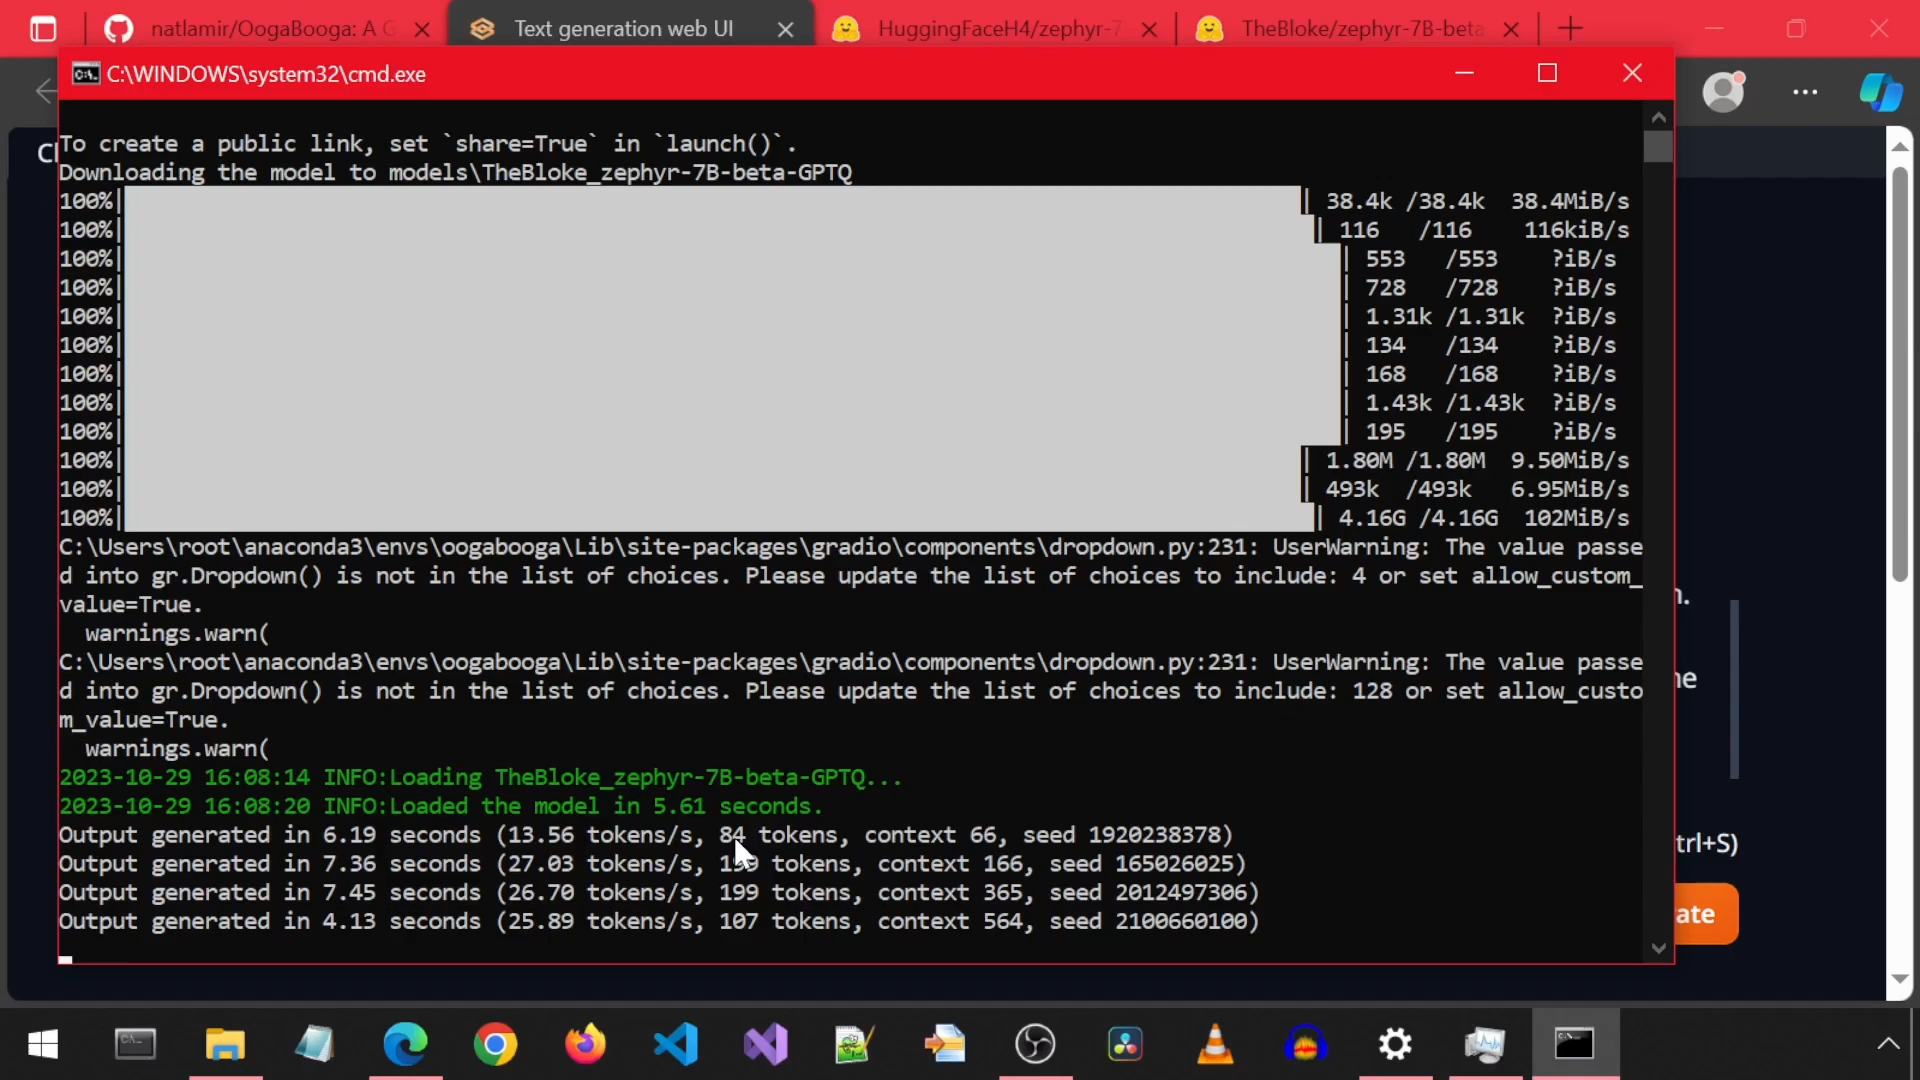 natlamir/OogaBooga: A G
Text generation web UI
HuggingFaceH4/zephyr-7
TheBloke/zephyr-7B-beta
C:\WINDOWS\system32\cmd.exe
To create a public link, set `share=True` in `launch()`.
Downloading the model to models\TheBloke_zephyr-7B-beta-GPTQ
100%| | 38.4k /38.4k 38.4MiB/s
100%| | 116 /116 116kiB/s
100%| | 553 /553 ?iB/s
100%| | 728 /728 ?iB/s
100%| | 1.31k /1.31k ?iB/s
100%| | 134 /134 ?iB/s
100%| | 168 /168 ?iB/s
100%| | 1.43k /1.43k ?iB/s
100%| | 195 /195 ?iB/s
100%| | 1.80M /1.80M 9.50MiB/s
100%| | 493k /493k 6.95MiB/s
100%| | 4.16G /4.16G 102MiB/s
C:\Users\root\anaconda3\envs\oogabooga\Lib\site-packages\gradio\components\dropdown.py:231: UserWarning: The value passe
d into gr.Dropdown() is not in the list of choices. Please update the list of choices to include: 4 or set allow_custom_
value=True.
warnings.warn(
C:\Users\root\anaconda3\envs\oogabooga\Lib\site-packages\gradio\components\dropdown.py:231: UserWarning: The value passe
d into gr.Dropdown() is not in the list of choices. Please update the list of choices to include: 128 or set allow_custo
m_value=True.
warnings.warn(
2023-10-29 16:08:14 INFO:Loading TheBloke_zephyr-7B-beta-GPTQ...
2023-10-29 16:08:20 INFO:Loaded the model in 5.61 seconds.
Output generated in 6.19 seconds (13.56 tokens/s, 84 tokens, context 66, seed 1920238378)
Output generated in 7.36 seconds (27.03 tokens/s, 199 tokens, context 166, seed 165026025)
Output generated in 7.45 seconds (26.70 tokens/s, 199 tokens, context 365, seed 2012497306)
Output generated in 4.13 seconds (25.89 tokens/s, 107 tokens, context 564, seed 2100660100)
trl+S)
ate